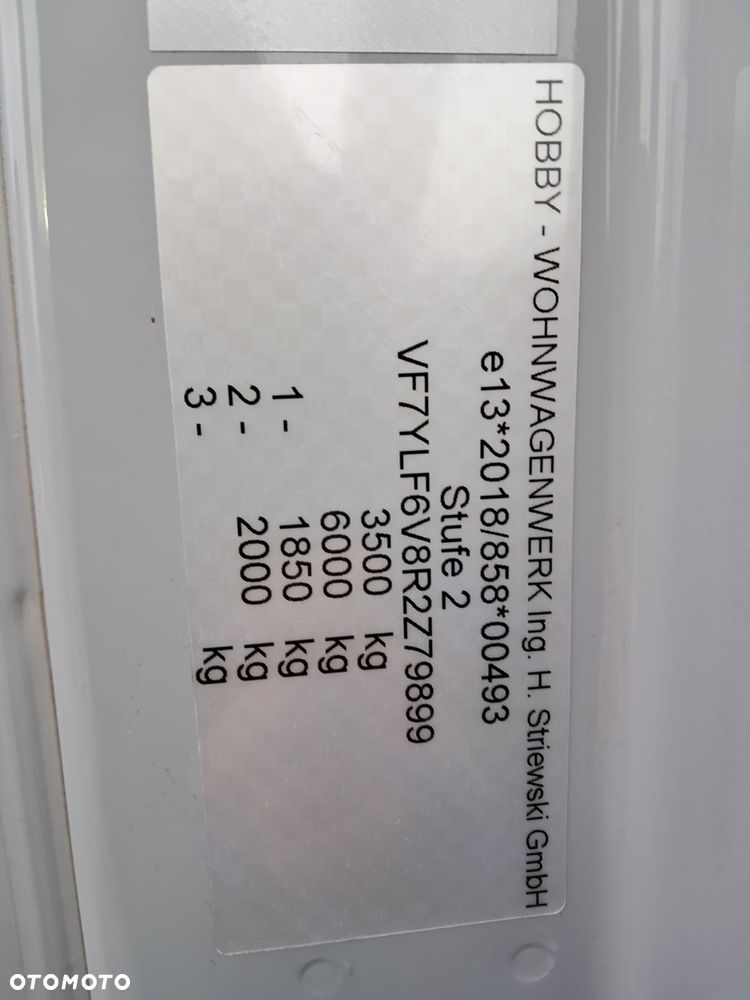 HOBBY - WOHNWAGENWERK Ing. H. Striewski GmbH
e13*2018/858*00493
Stufe 2
VF7YLF6V8R2Z79899
3500 kg
6000 kg
1 - 1850 kg
2 - 2000 kg
3 - kg
OTOMOTO